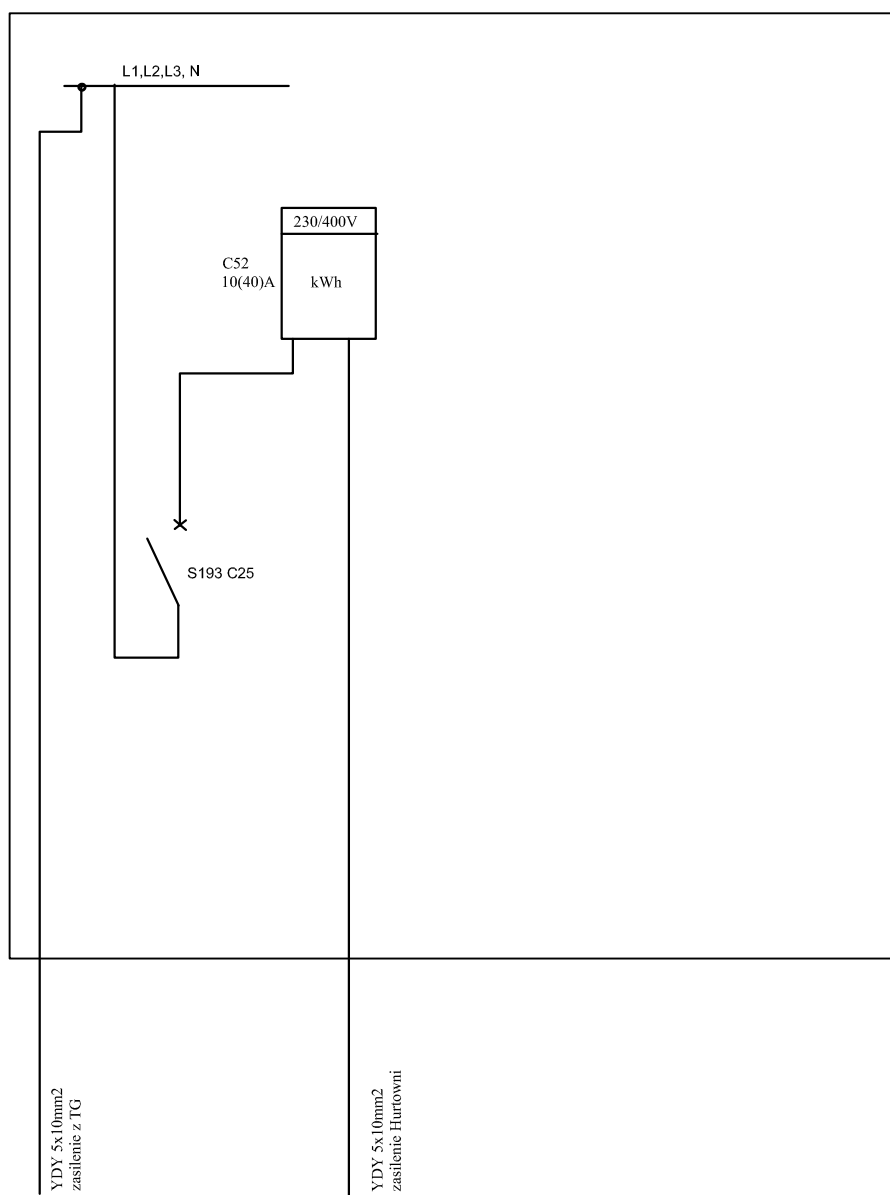 L1,L2,L3, N
230/400V
C52
10(40)A
kWh
S193 C25
YDY 5x10mm2
zasilenie z TG
YDY 5x10mm2
zasilenie Hurtowni